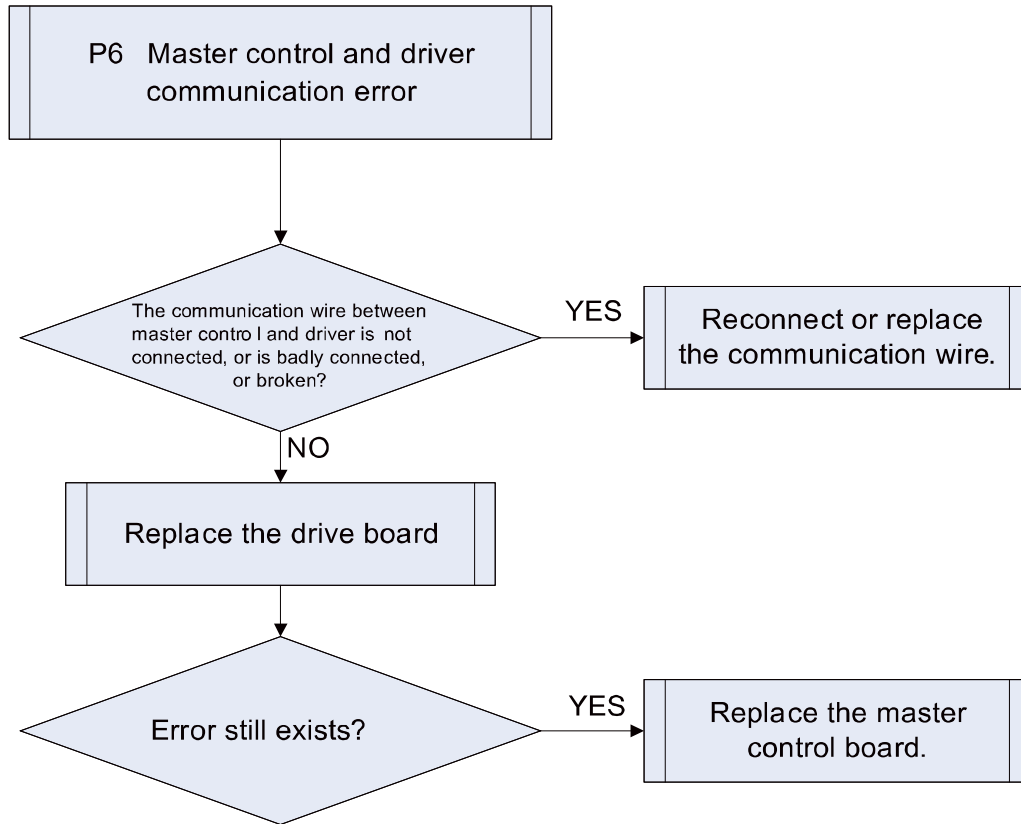 P6 Master control and driver
communication error
The communication wire between
master contro l and driver is not
connected, or is badly connected,
or broken?
YES
Reconnect or replace
the communication wire.
NO
Replace the drive board
Error still exists?
YES
Replace the master
control board.